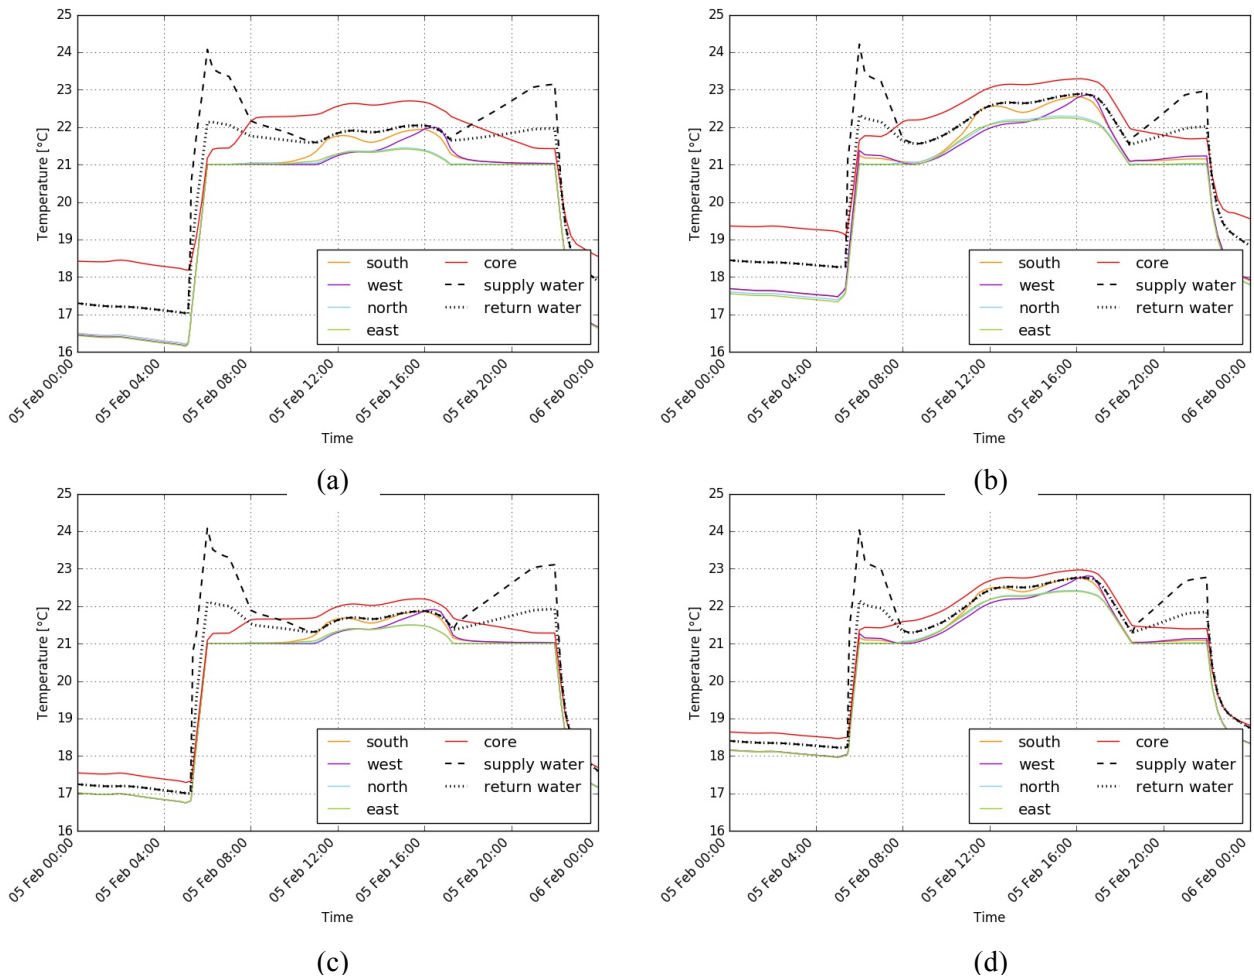 25
24
23
22
21
20
19
18
17
16
Temperature [°C]
south
west
north
east
core
supply water
return water
05 Feb 00:00
05 Feb 04:00
05 Feb 08:00
05 Feb 12:00
05 Feb 16:00
05 Feb 20:00
06 Feb 00:00
Time
(a)
25
24
23
22
21
20
19
18
17
16
Temperature [°C]
south
west
north
east
core
supply water
return water
05 Feb 00:00
05 Feb 04:00
05 Feb 08:00
05 Feb 12:00
05 Feb 16:00
05 Feb 20:00
06 Feb 00:00
Time
(b)
25
24
23
22
21
20
19
18
17
16
Temperature [°C]
south
west
north
east
core
supply water
return water
05 Feb 00:00
05 Feb 04:00
05 Feb 08:00
05 Feb 12:00
05 Feb 16:00
05 Feb 20:00
06 Feb 00:00
Time
(c)
25
24
23
22
21
20
19
18
17
16
Temperature [°C]
south
west
north
east
core
supply water
return water
05 Feb 00:00
05 Feb 04:00
05 Feb 08:00
05 Feb 12:00
05 Feb 16:00
05 Feb 20:00
06 Feb 00:00
Time
(d)